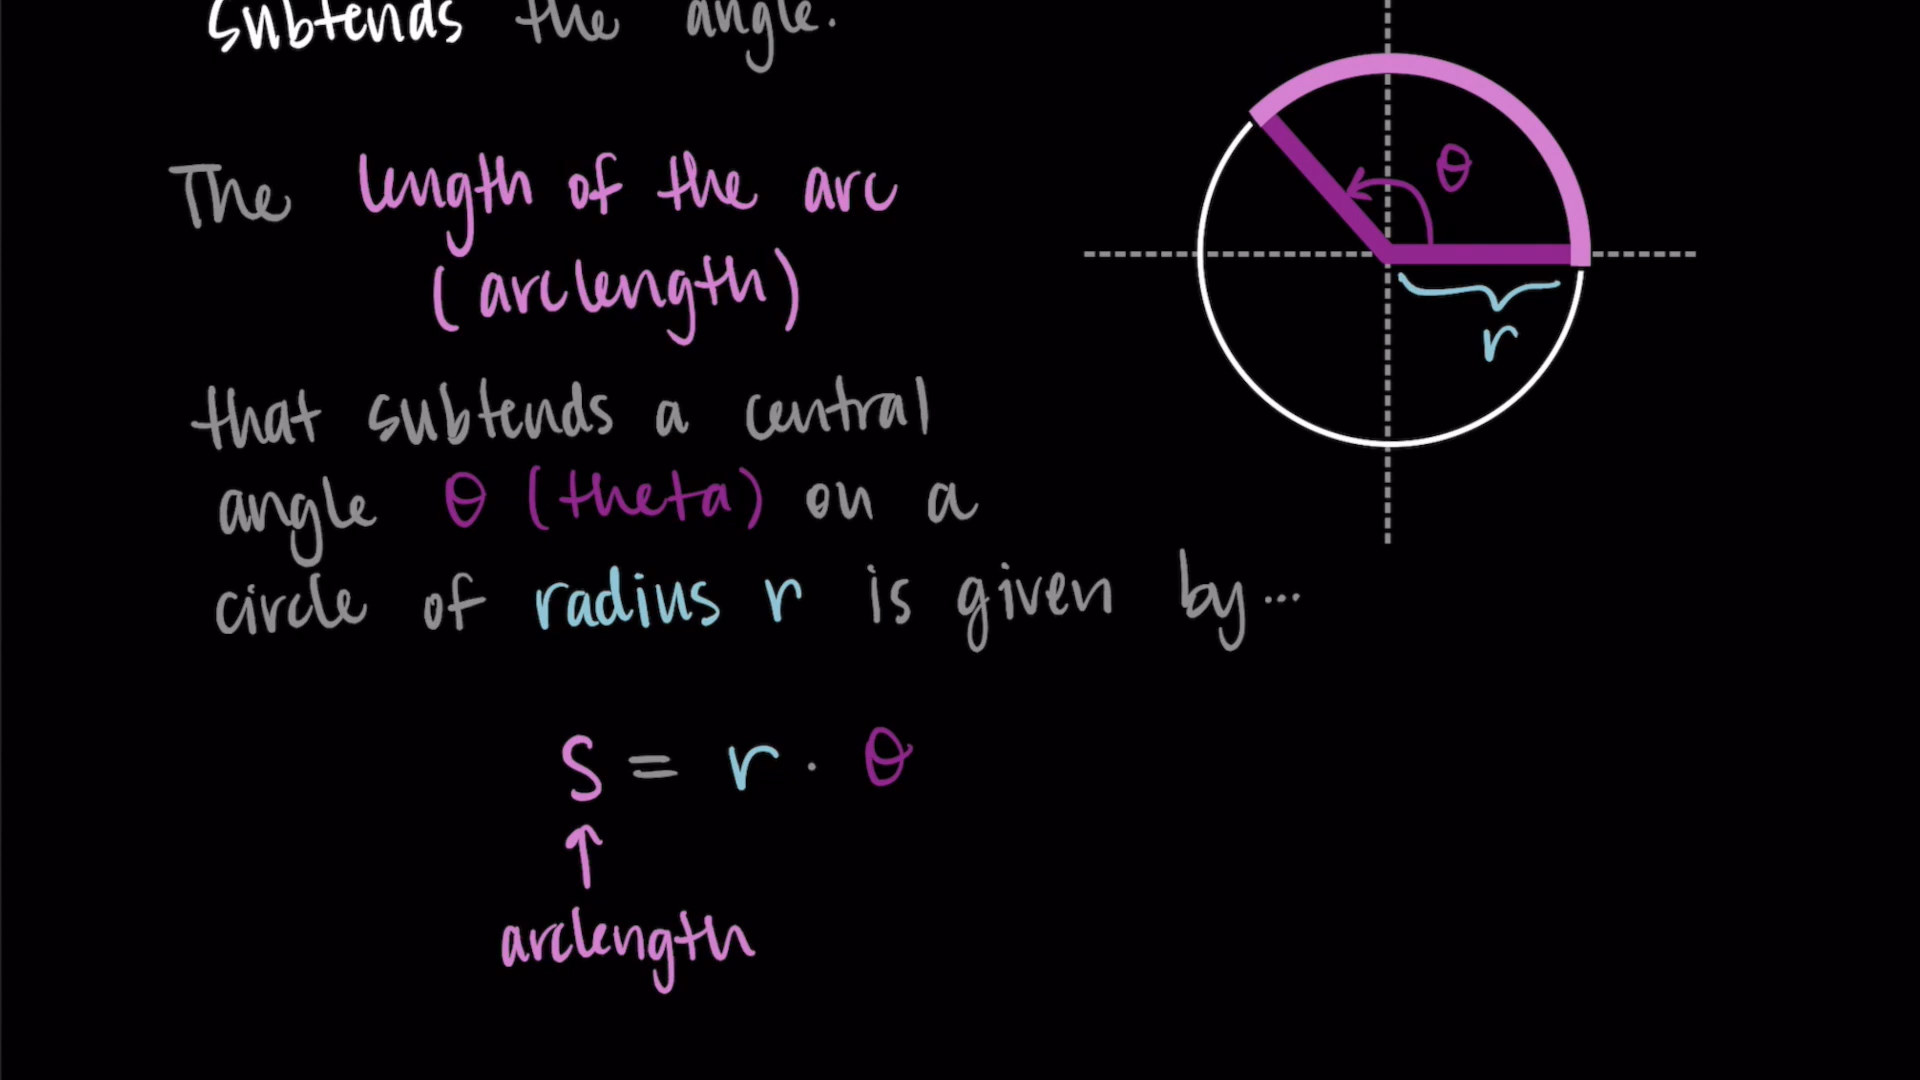 subtends the angle.
The length of the arc
(arclength)
that subtends a central
angle θ (theta) on a
circle of radius r is given by...
s = r · θ
↑
arclength
θ
r